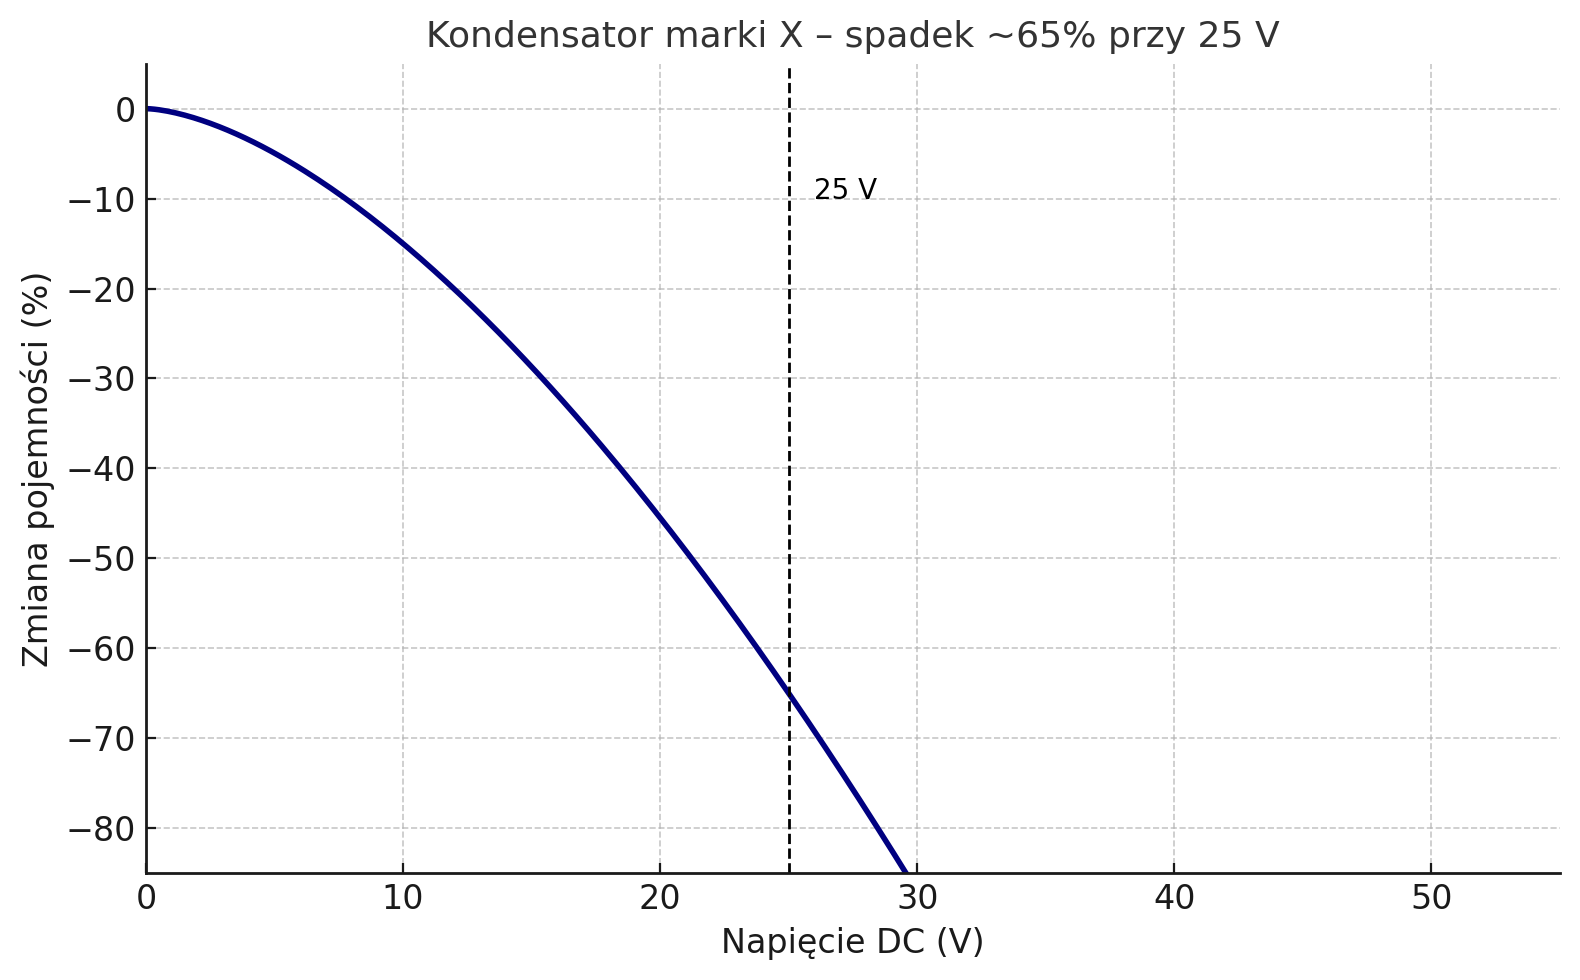 Kondensator marki X – spadek ~65% przy 25 V
Zmiana pojemności (%)
0
−10
−20
−30
−40
−50
−60
−70
−80
25 V
0 10 20 30 40 50
Napięcie DC (V)